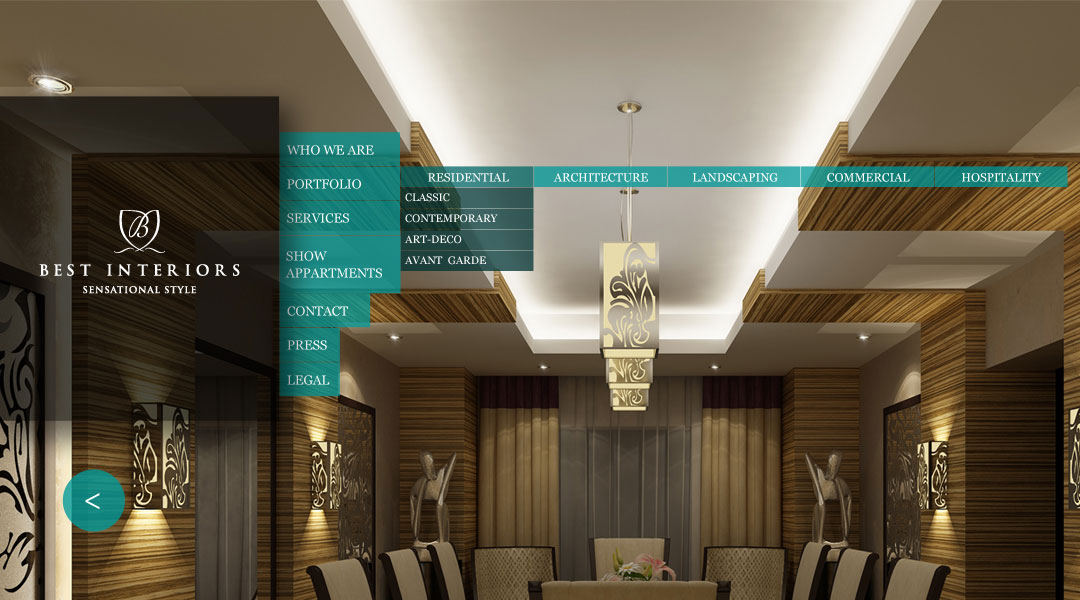 B
BEST INTERIORS
SENSATIONAL STYLE
WHO WE ARE
PORTFOLIO
SERVICES
SHOW
APPARTMENTS
CONTACT
PRESS
LEGAL
RESIDENTIAL
ARCHITECTURE
LANDSCAPING
COMMERCIAL
HOSPITALITY
CLASSIC
CONTEMPORARY
ART-DECO
AVANT GARDE
<